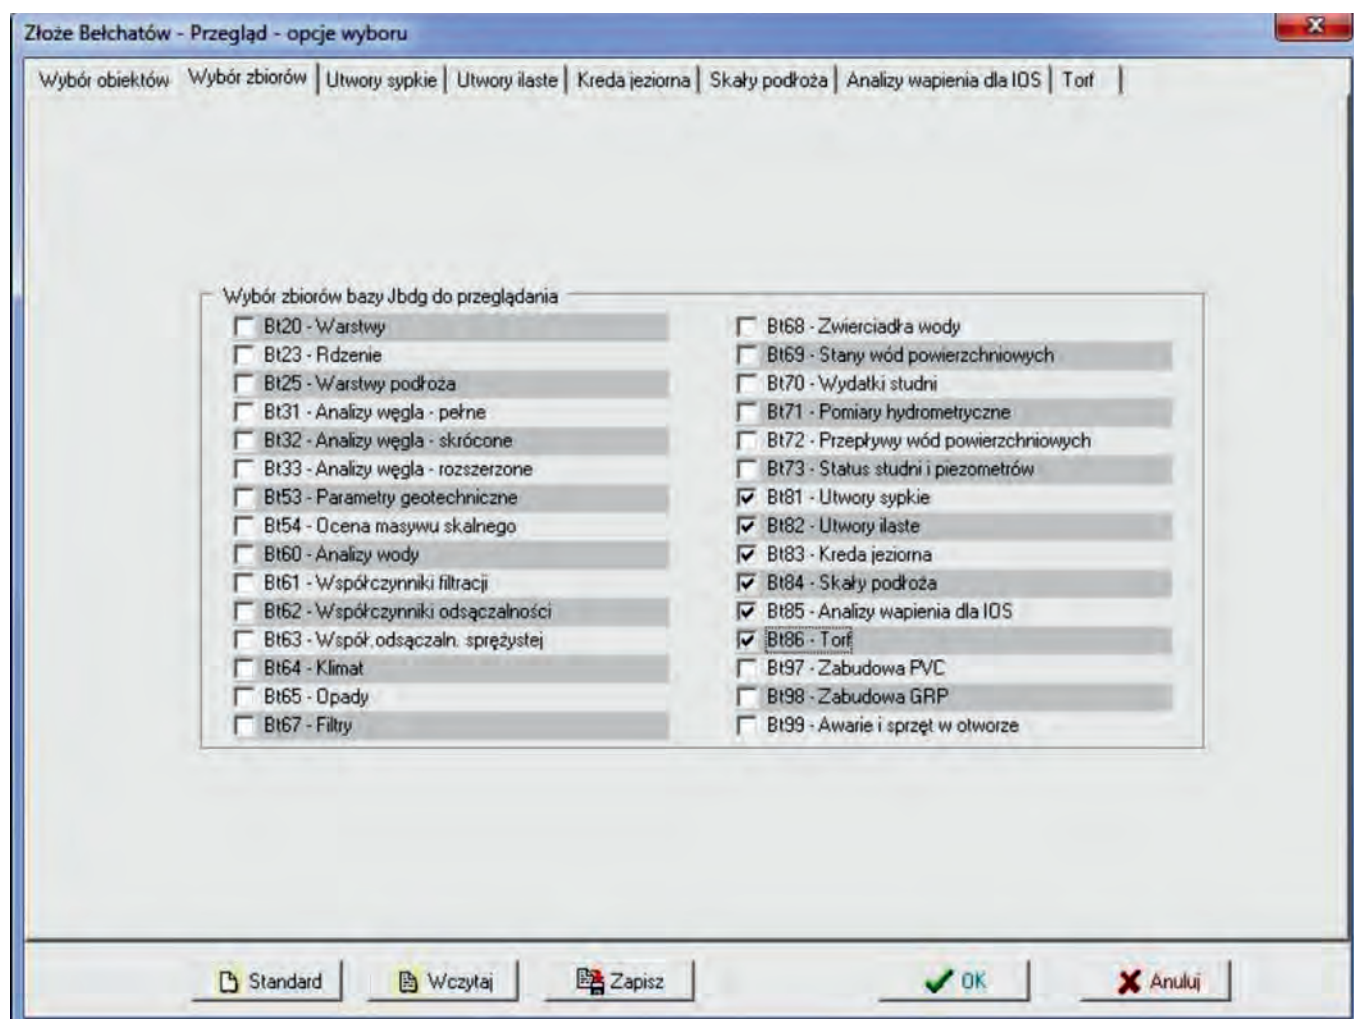 Złoże Bełchatów - Przegląd - opcje wyboru
Wybór obiektów Wybór zbiorów Utwory sypkie Utwory ilaste Kreda jeziorna Skały podłoża Analizy wapienia dla IOS Torf
Wybór zbiorów bazy Jbdg do przeglądania
Bt20 - Warstwy
Bt23 - Rdzenie
Bt25 - Warstwy podłoża
Bt31 - Analizy węgla - pełne
Bt32 - Analizy węgla - skrócone
Bt33 - Analizy węgla - rozszerzone
Bt53 - Parametry geotechniczne
Bt54 - Ocena masywu skalnego
Bt60 - Analizy wody
Bt61 - Współczynniki filtracji
Bt62 - Współczynniki odsączalności
Bt63 - Współ.odsączaln. sprężystej
Bt64 - Klimat
Bt65 - Opady
Bt67 - Filtry
Bt68 - Zwierciadła wody
Bt69 - Stany wód powierzchniowych
Bt70 - Wydatki studni
Bt71 - Pomiary hydrometryczne
Bt72 - Przepływy wód powierzchniowych
Bt73 - Status studni i piezometrów
Bt81 - Utwory sypkie
Bt82 - Utwory ilaste
Bt83 - Kreda jeziorna
Bt84 - Skały podłoża
Bt85 - Analizy wapienia dla IOS
Bt86 - Torf
Bt97 - Zabudowa PVC
Bt98 - Zabudowa GRP
Bt99 - Awarie i sprzęt w otworze
Standard Wczytaj Zapisz OK Anuluj